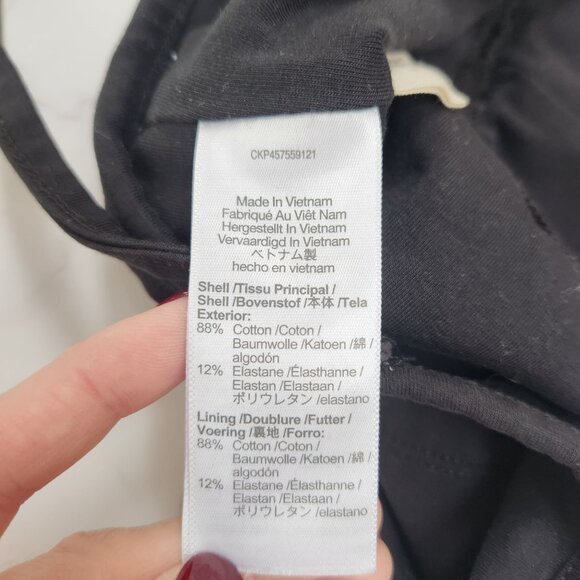 CKP457559121
Made In Vietnam
Fabriqué Au Viêt Nam
Hergestellt In Vietnam
Vervaardigd In Vietnam
ベトナム製
hecho en vietnam
Shell /Tissu Principal /
Shell /Bovenstof /本体 /Tela
Exterior:
88% Cotton /Coton /
Baumwolle /Katoen /綿 /
algodón
12% Elastane /Élasthanne /
Elastan /Elastaan /
ポリウレタン /elastano
Lining /Doublure /Futter /
Voering /裏地 /Forro:
88% Cotton /Coton /
Baumwolle /Katoen /綿 /
algodón
12% Elastane /Élasthanne /
Elastan /Elastaan /
ポリウレタン /elastano